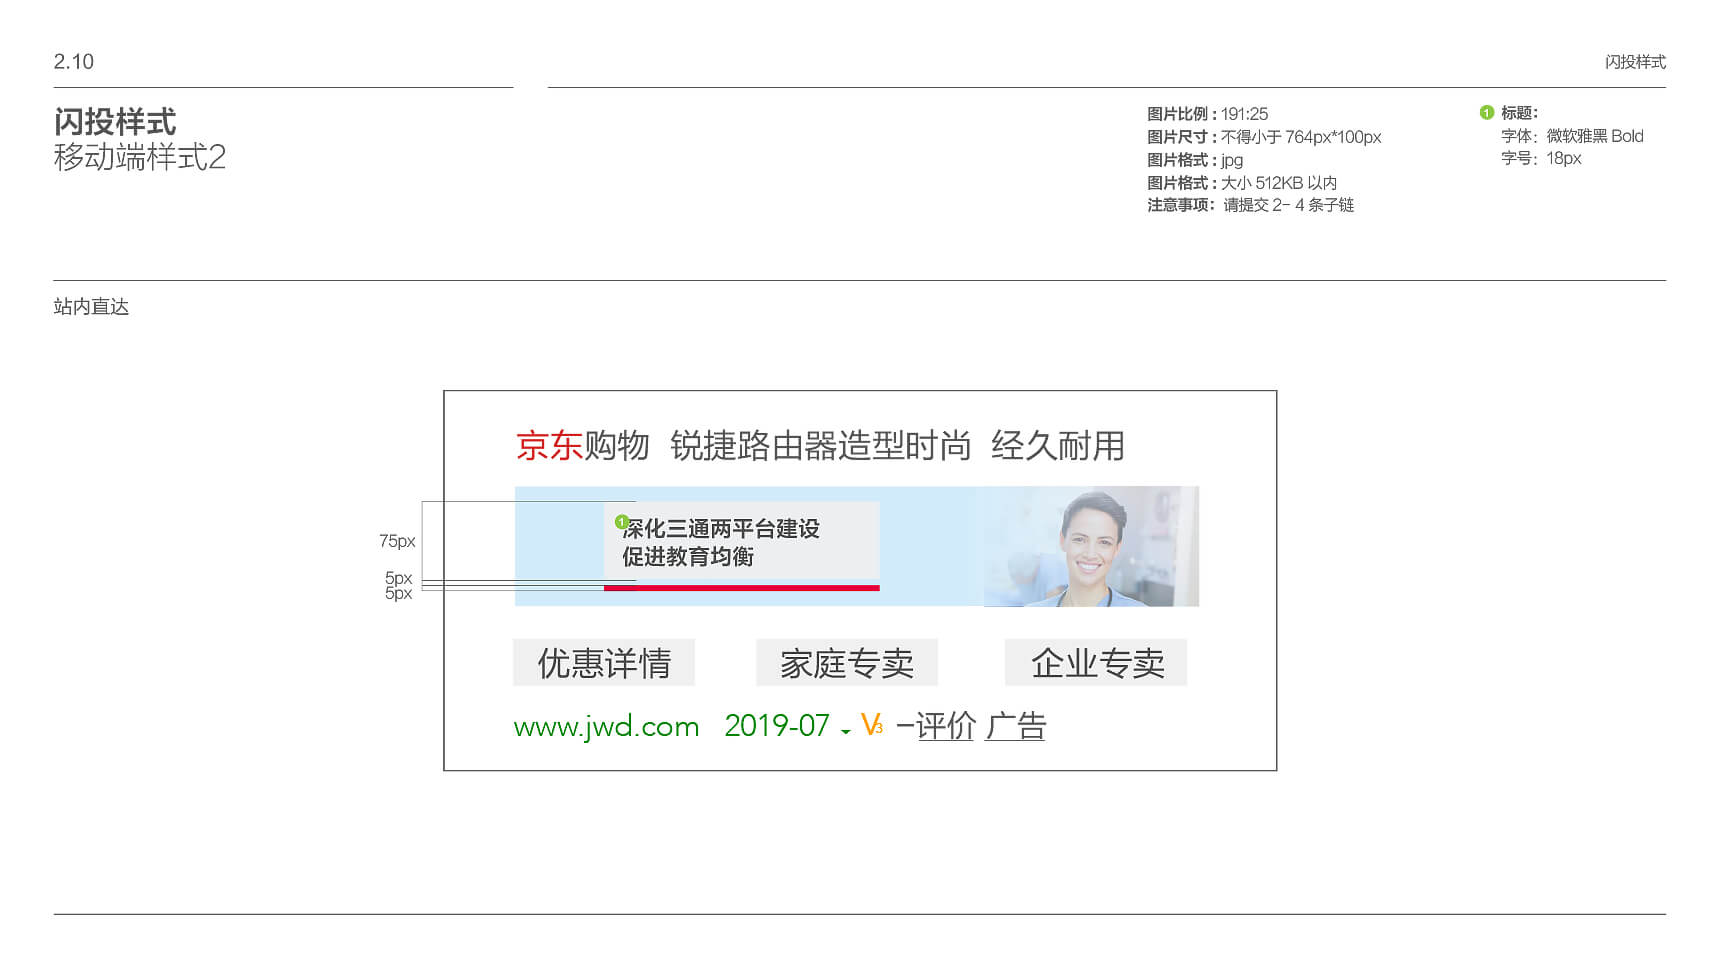 2.10
闪投样式
闪投样式
移动端样式2
图片比例：191:25
图片尺寸：不得小于 764px*100px
图片格式：jpg
图片格式：大小 512KB 以内
注意事项：请提交 2- 4 条子链
1 标题：
字体：微软雅黑 Bold
字号：18px
站内直达
京东购物 锐捷路由器造型时尚 经久耐用
75px
5px
5px
1
深化三通两平台建设
促进教育均衡
优惠详情 家庭专卖 企业专卖
www.jwd.com 2019-07 V3 -评价 广告